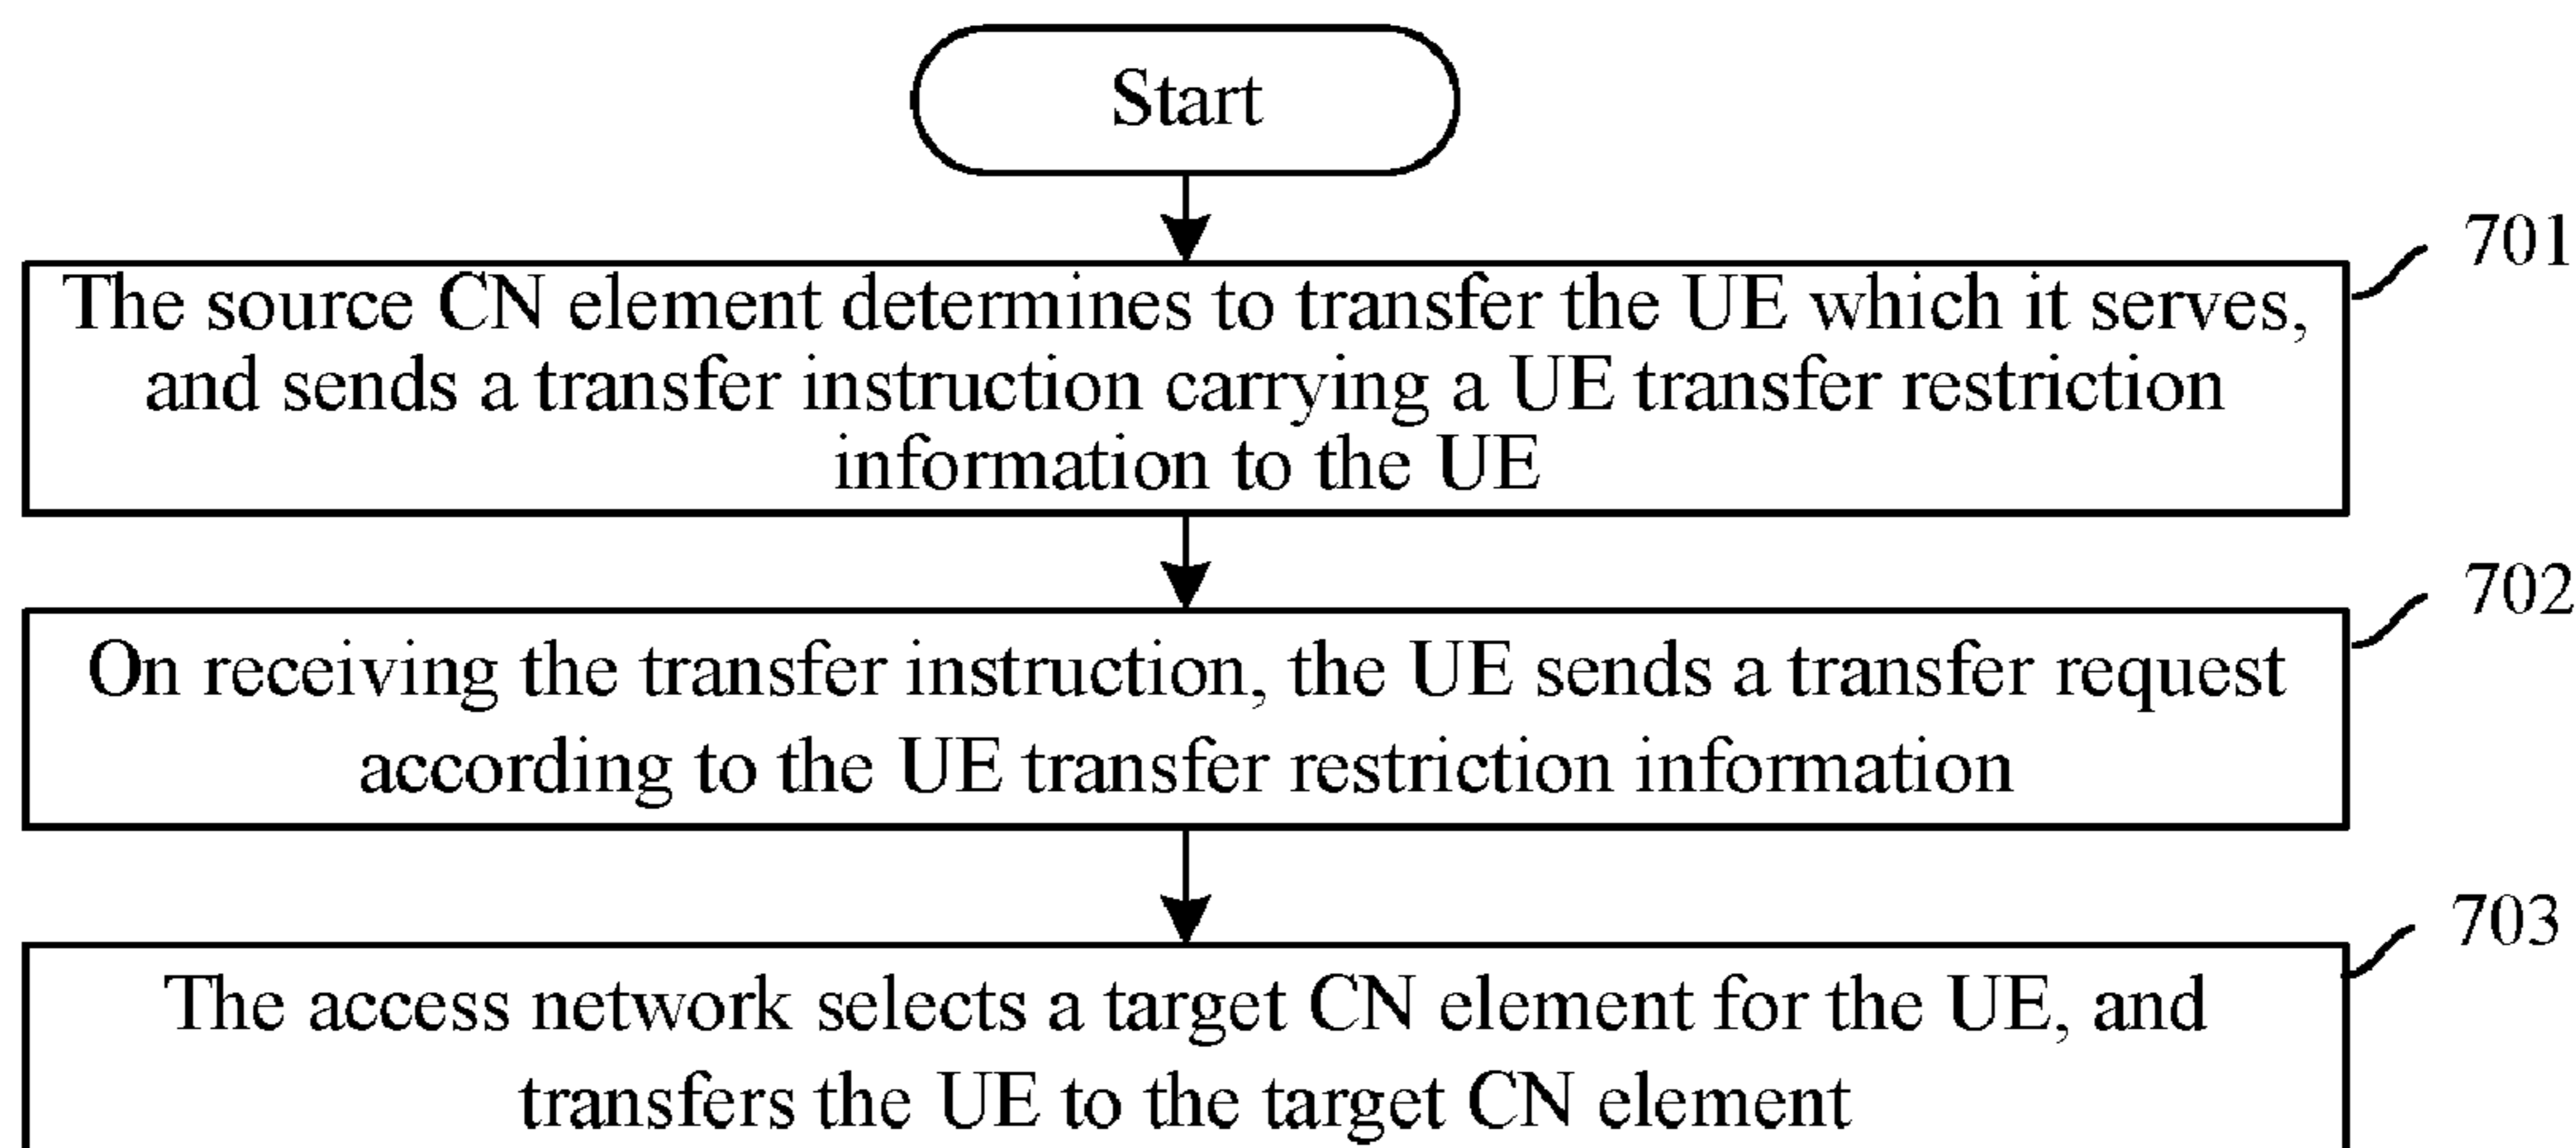 Start
701
The source CN element determines to transfer the UE which it serves,
and sends a transfer instruction carrying a UE transfer restriction
information to the UE
702
On receiving the transfer instruction, the UE sends a transfer request
according to the UE transfer restriction information
703
The access network selects a target CN element for the UE, and
transfers the UE to the target CN element